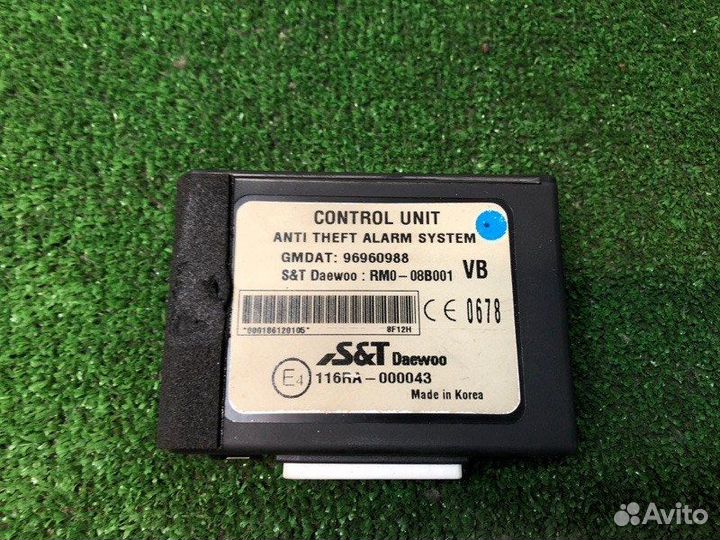 CONTROL UNIT
ANTI THEFT ALARM SYSTEM
GMDAT: 96960988
S&T Daewoo : RM0-08B001 VB
"000186120105" 8F12H
CE 0678
S&T Daewoo
E4 116RA-000043
Made in Korea
Avito